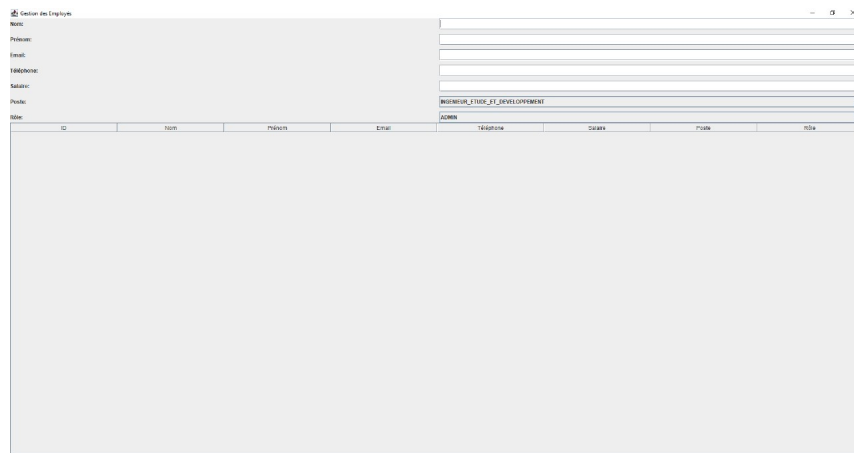 Gestion des Employés
Nom:
Prénom:
Email:
Téléphone:
Salaire:
Poste: INGENIEUR_ETUDE_ET_DEVELOPPEMENT
Rôle: ADMIN
ID Nom Prénom Email Téléphone Salaire Poste Rôle